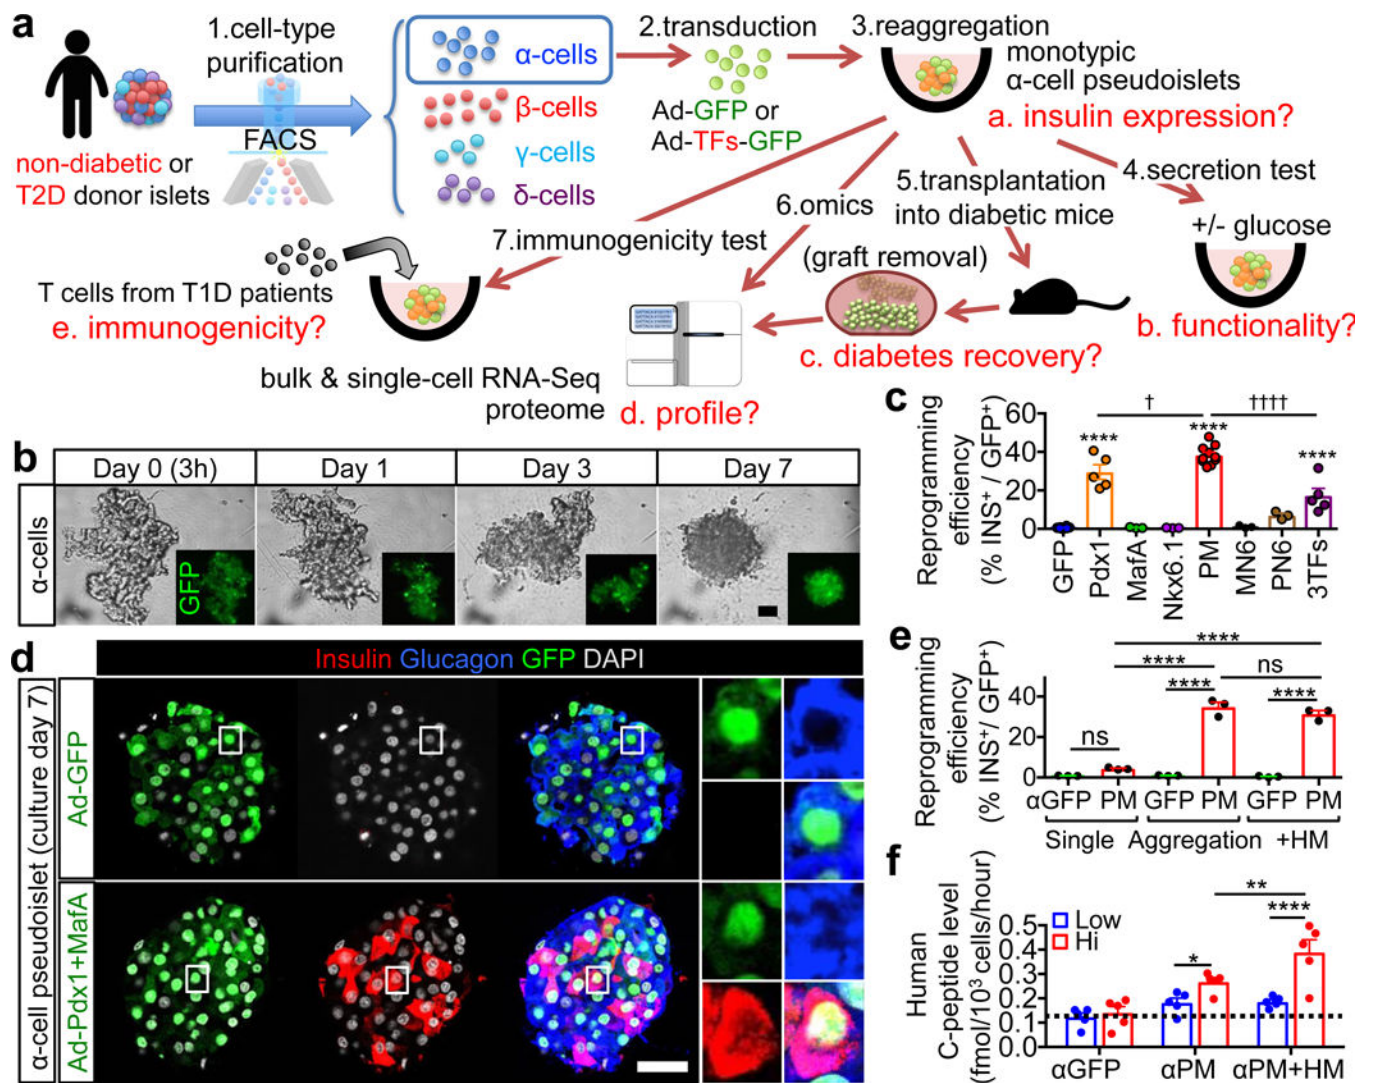 a
1.cell-type
purification
FACS
non-diabetic or
T2D donor islets
α-cells
β-cells
γ-cells
δ-cells
2.transduction
Ad-GFP or
Ad-TFs-GFP
3.reaggregation
monotypic
α-cell pseudoislets
a. insulin expression?
4.secretion test
+/- glucose
b. functionality?
5.transplantation
into diabetic mice
(graft removal)
c. diabetes recovery?
6.omics
bulk & single-cell RNA-Seq
proteome
d. profile?
7.immunogenicity test
T cells from T1D patients
e. immunogenicity?
b
Day 0 (3h) Day 1 Day 3 Day 7
α-cells
GFP
c
Reprogramming
efficiency
(% INS⁺ / GFP⁺)
60
40
20
0
**** † **** †††† ****
GFP Pdx1 MafA Nkx6.1 PM MN6 PN6 3TFs
d
Insulin Glucagon GFP DAPI
α-cell pseudoislet (culture day 7)
Ad-GFP
Ad-Pdx1+MafA
e
Reprogramming
efficiency
(% INS⁺/ GFP⁺)
40
20
0
****
**** ns
**** ****
ns
αGFP PM GFP PM GFP PM
Single Aggregation +HM
f
Human
C-peptide level
(fmol/10³ cells/hour)
0.5
0.4
0.3
0.2
0.1
0.0
Low
Hi
**
****
*
αGFP αPM αPM+HM